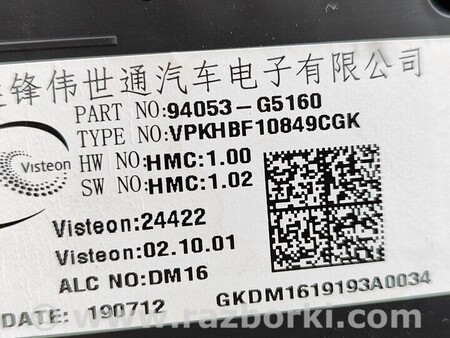 锋伟世通汽车电子有限公司
PART NO:94053-G5160
TYPE NO:VPKHBF10849CGK
Visteon
HW NO:HMC:1.00
SW NO:HMC:1.02
Visteon:24422
Visteon:02.10.01
ALC NO:DM16
DATE: 190712
GKDM1619193A0034
www.razborki.com